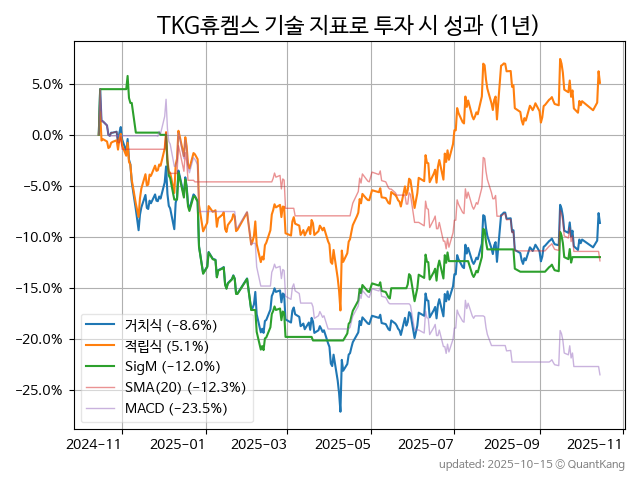 TKG휴켐스 기술 지표로 투자 시 성과 (1년)
5.0%
0.0%
−5.0%
−10.0%
−15.0%
−20.0%
−25.0%
거치식 (−8.6%)
적립식 (5.1%)
SigM (−12.0%)
SMA(20) (−12.3%)
MACD (−23.5%)
2024-11 2025-01 2025-03 2025-05 2025-07 2025-09 2025-11
updated: 2025-10-15 ⓒ QuantKang